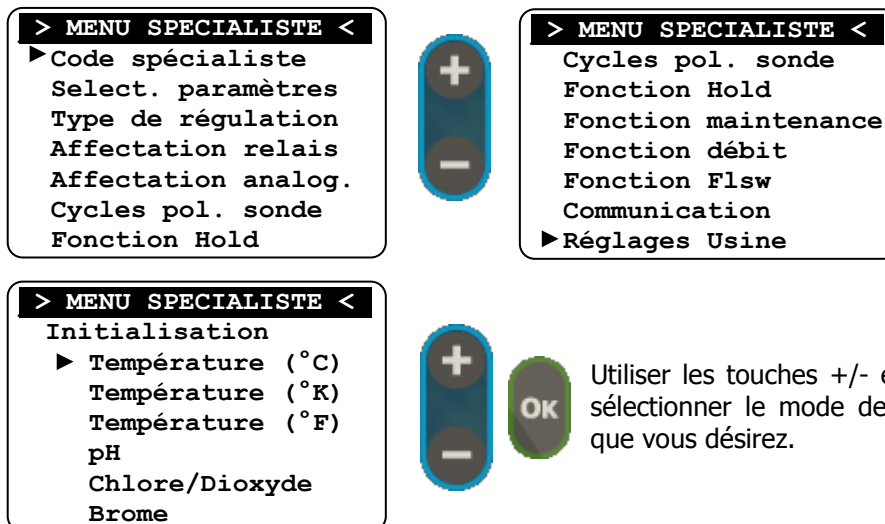 > MENU SPECIALISTE <
►Code spécialiste
Select. paramètres
Type de régulation
Affectation relais
Affectation analog.
Cycles pol. sonde
Fonction Hold
+
−
> MENU SPECIALISTE <
Cycles pol. sonde
Fonction Hold
Fonction maintenance
Fonction débit
Fonction Flsw
Communication
►Réglages Usine
> MENU SPECIALISTE <
Initialisation
► Température (°C)
Température (°K)
Température (°F)
pH
Chlore/Dioxyde
Brome
+
−
OK
Utiliser les touches +/-
sélectionner le mode de
que vous désirez.